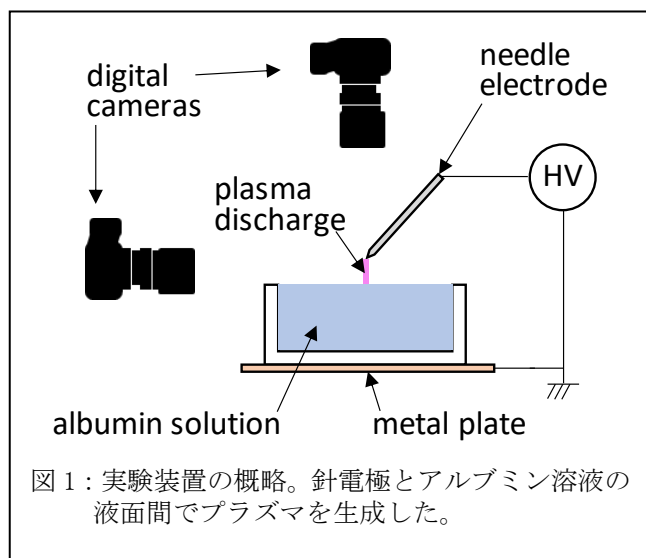 digital
cameras
needle
electrode
HV
plasma
discharge
albumin solution
metal plate
図 1 : 実験装置の概略。針電極とアルブミン溶液の
液面間でプラズマを生成した。